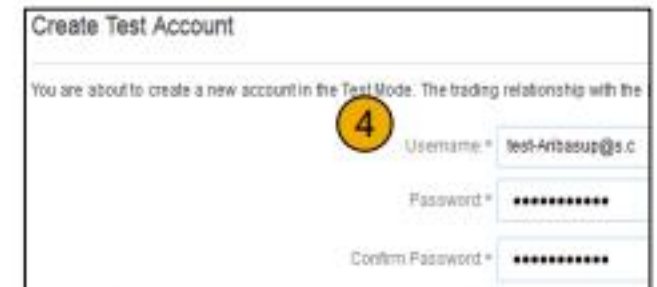 Create Test Account
You are about to create a new account in the Test Mode. The trading relationship with the
4
Username * test-Aribasup@s.c
Password * •••••••••••
Confirm Password * •••••••••••